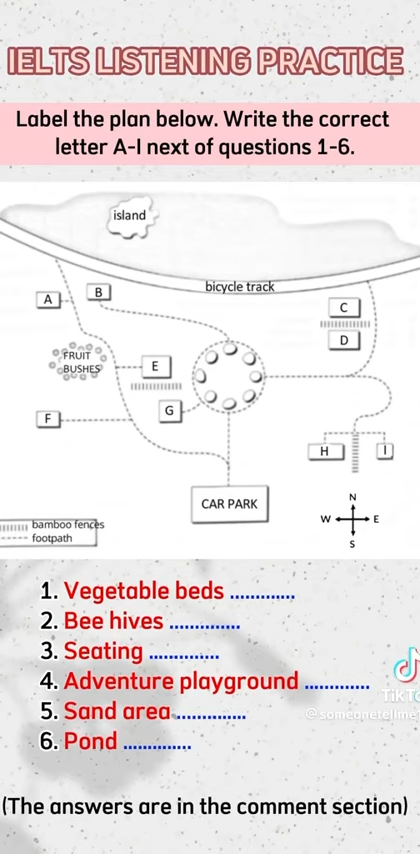 IELTS LISTENING PRACTICE
Label the plan below. Write the correct
letter A-I next of questions 1-6.
island
bicycle track
A
B
C
D
FRUIT
BUSHES
E
G
F
H
I
CAR PARK
N
W
E
S
bamboo fences
footpath
1. Vegetable beds .............
2. Bee hives ..............
3. Seating .............
4. Adventure playground .............
5. Sand area..............
6. Pond ..............
TikT
@someonetellme
(The answers are in the comment section)